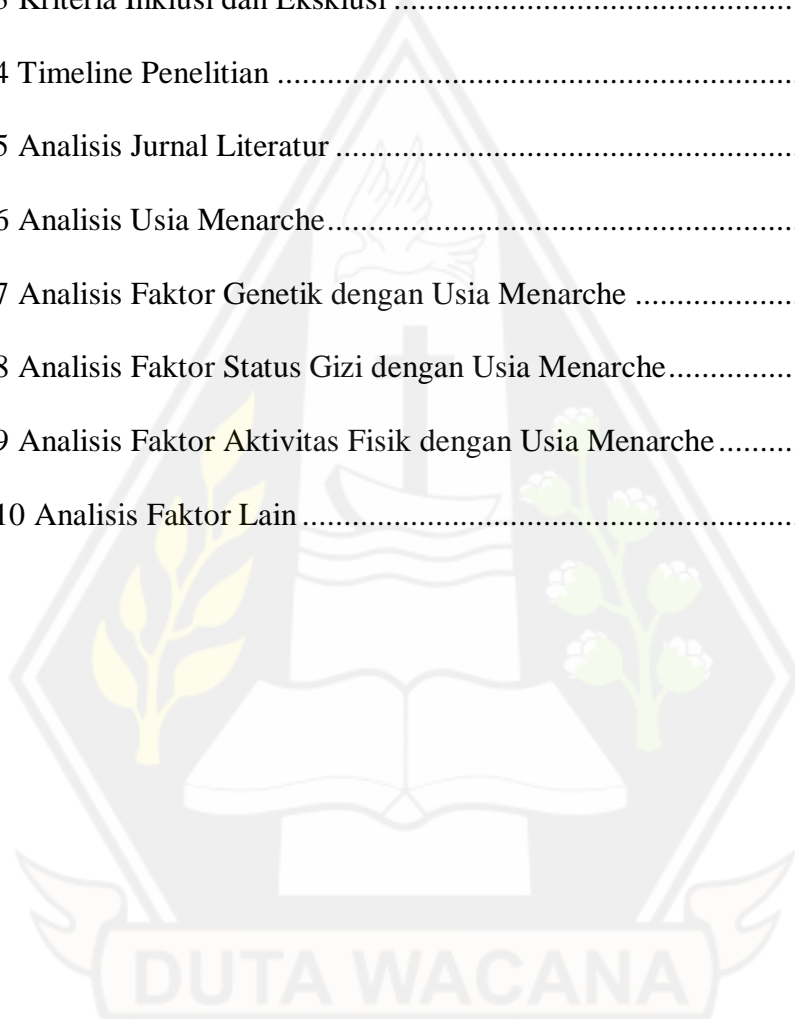 Kriteria Inklusi dan Eksklusi ....................................................
4 Timeline Penelitian ....................................................................
5 Analisis Jurnal Literatur ............................................................
6 Analisis Usia Menarche.............................................................
7 Analisis Faktor Genetik dengan Usia Menarche .....................
8 Analisis Faktor Status Gizi dengan Usia Menarche................
9 Analisis Faktor Aktivitas Fisik dengan Usia Menarche..........
10 Analisis Faktor Lain ................................................................
DUTA WACANA